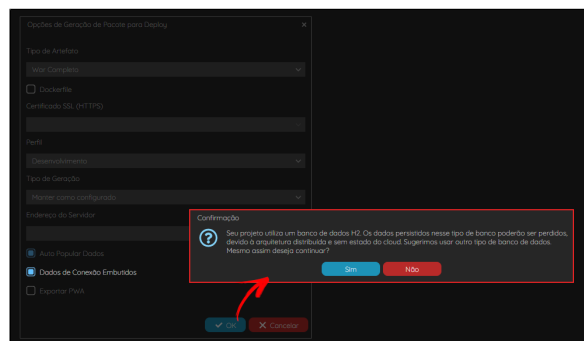 Opções de Geração de Pacote para Deploy
Tipo de Artefato
War Completo
Dockerfile
Certificado SSL (HTTPS)
Perfil
Desenvolvimento
Tipo de Geração
Manter como configurado
Endereço do Servidor
Auto Popular Dados
Dados de Conexão Embutidos
Exportar PWA
OK
Cancelar
Confirmação
Seu projeto utiliza um banco de dados H2. Os dados persistidos nesse tipo de banco poderão ser perdidos,
devido à arquitetura distribuída e sem estado do cloud. Sugerimos usar outro tipo de banco de dados.
Mesmo assim deseja continuar?
Sim
Não